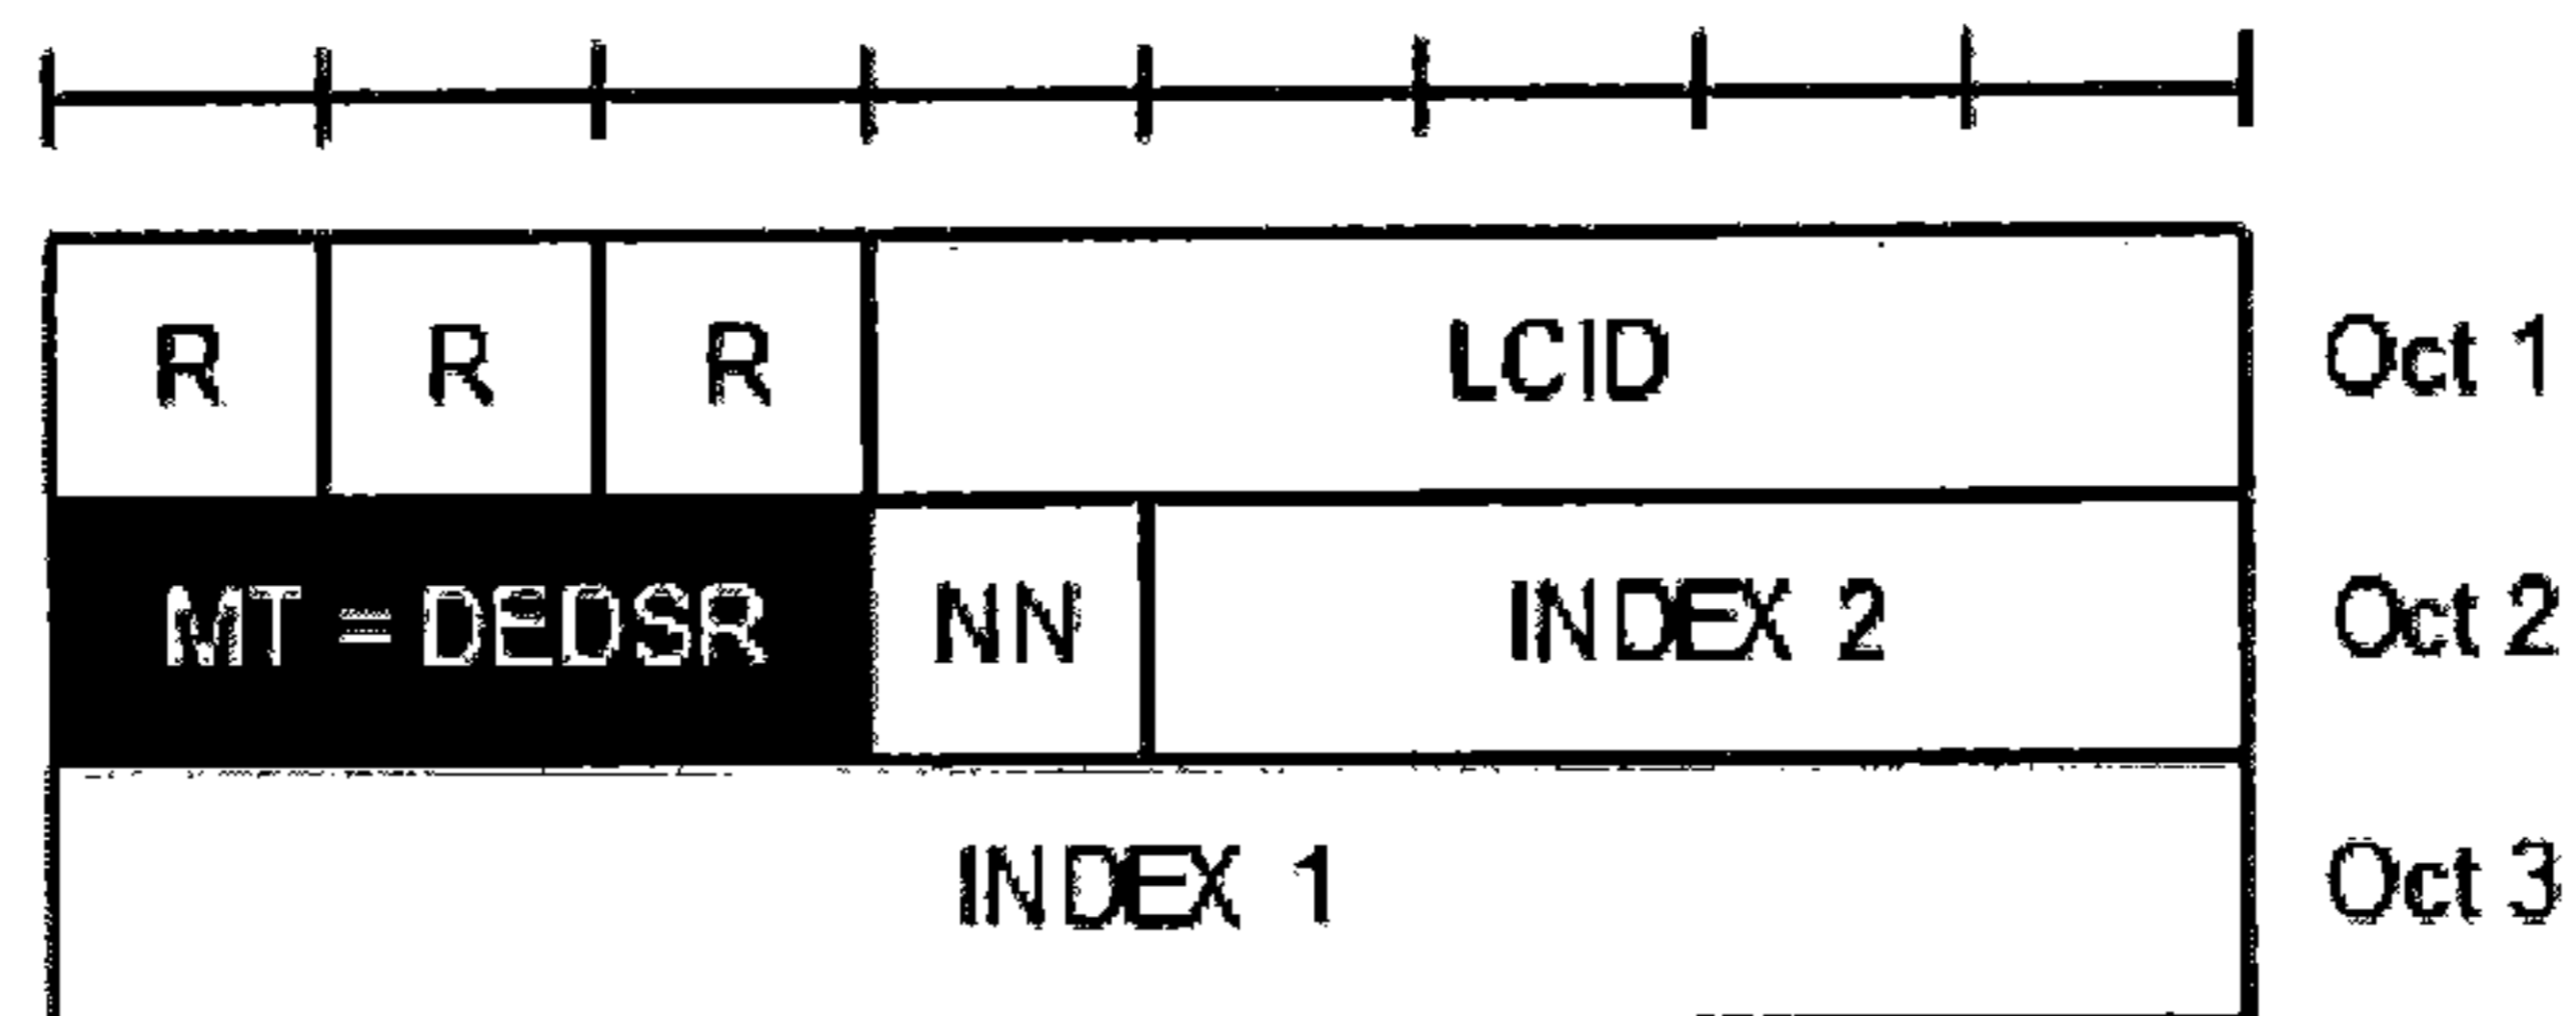 R R R LCID Oct 1
MT = DEDSR NN INDEX 2 Oct 2
INDEX 1 Oct 3